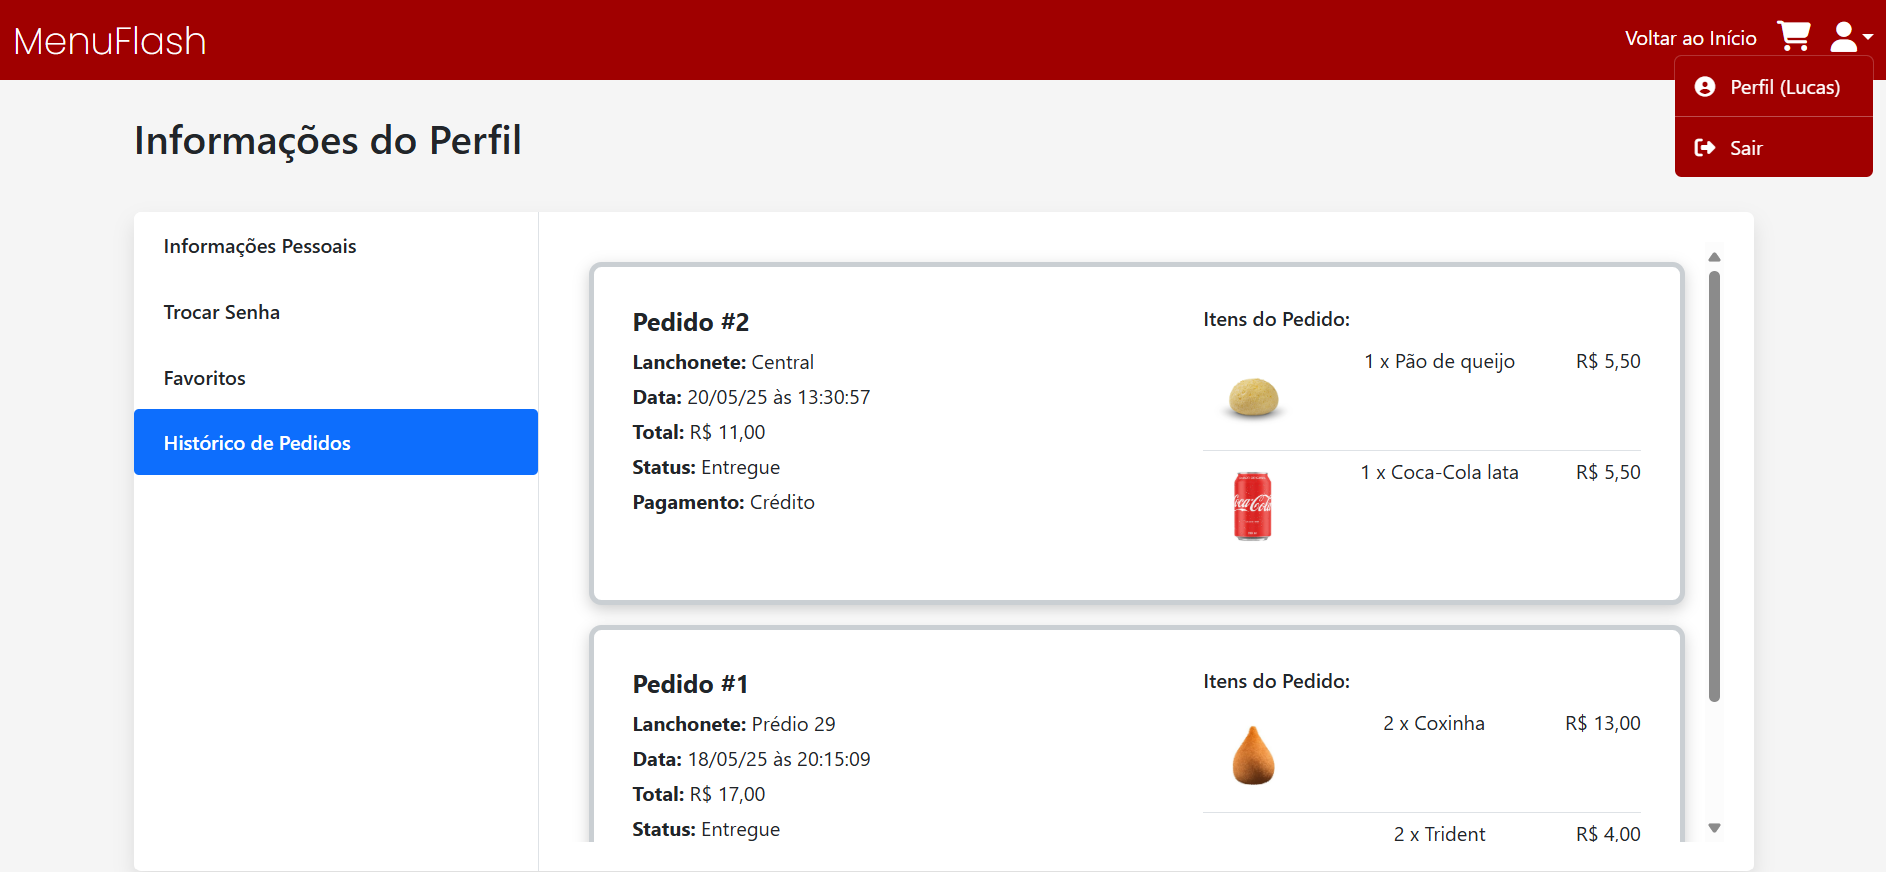 MenuFlash
Voltar ao Início
Perfil (Lucas)
Sair
Informações do Perfil
Informações Pessoais
Trocar Senha
Favoritos
Histórico de Pedidos
Pedido #2
Lanchonete: Central
Data: 20/05/25 às 13:30:57
Total: R$ 11,00
Status: Entregue
Pagamento: Crédito
Itens do Pedido:
1 x Pão de queijo R$ 5,50
1 x Coca-Cola lata R$ 5,50
Coca-Cola
Pedido #1
Lanchonete: Prédio 29
Data: 18/05/25 às 20:15:09
Total: R$ 17,00
Status: Entregue
Itens do Pedido:
2 x Coxinha R$ 13,00
2 x Trident R$ 4,00